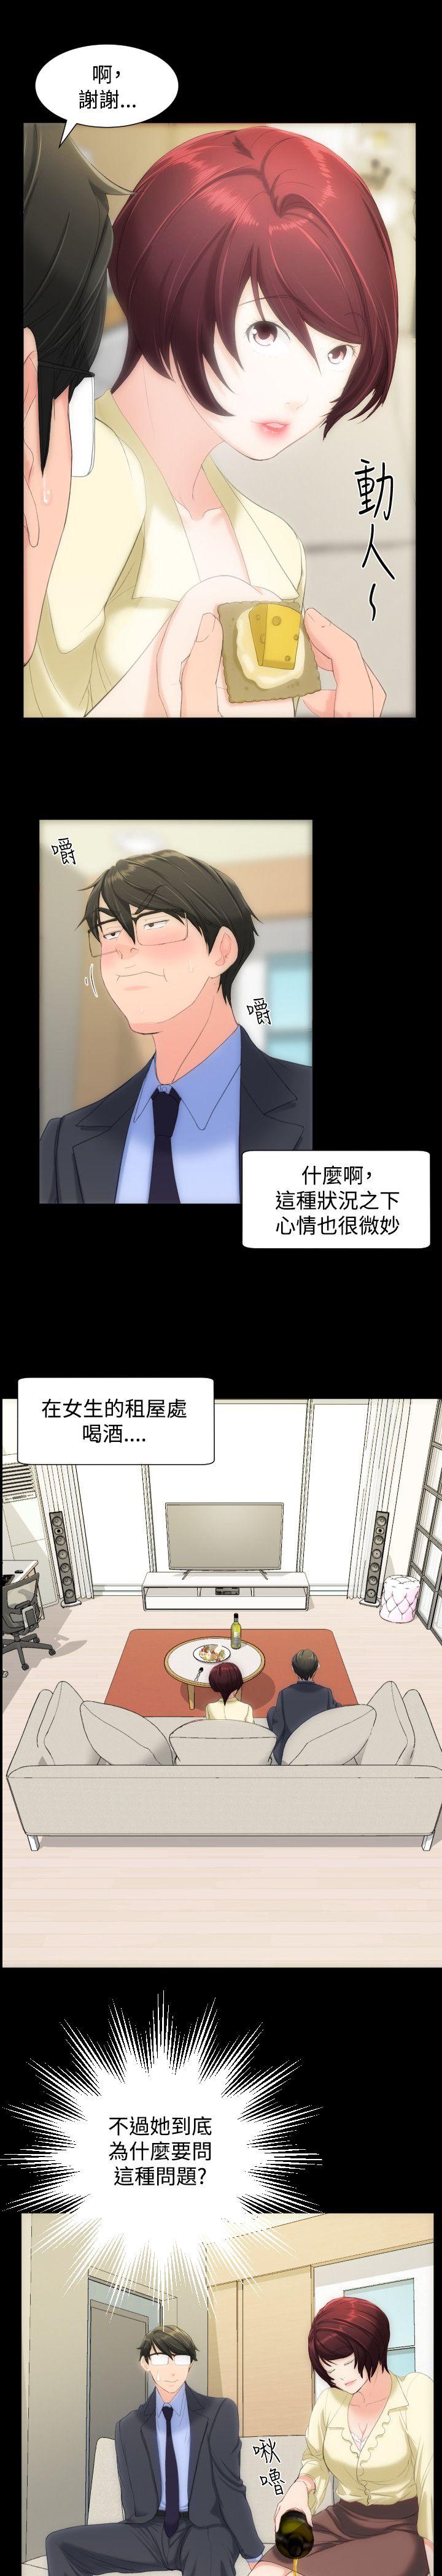 啊,
謝謝...
動人~
嚼
嚼
什麼啊,
這種狀況之下
心情也很微妙
在女生的租屋處
喝酒....
不過她到底
為什麼要問
這種問題?
啾
嚕